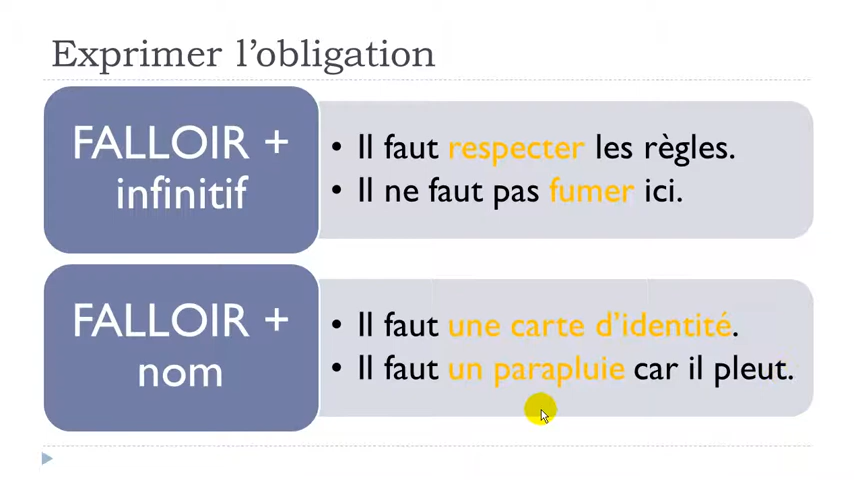 Exprimer l’obligation
FALLOIR +
infinitif
• Il faut respecter les règles.
• Il ne faut pas fumer ici.
FALLOIR +
nom
• Il faut une carte d’identité.
• Il faut un parapluie car il pleut.